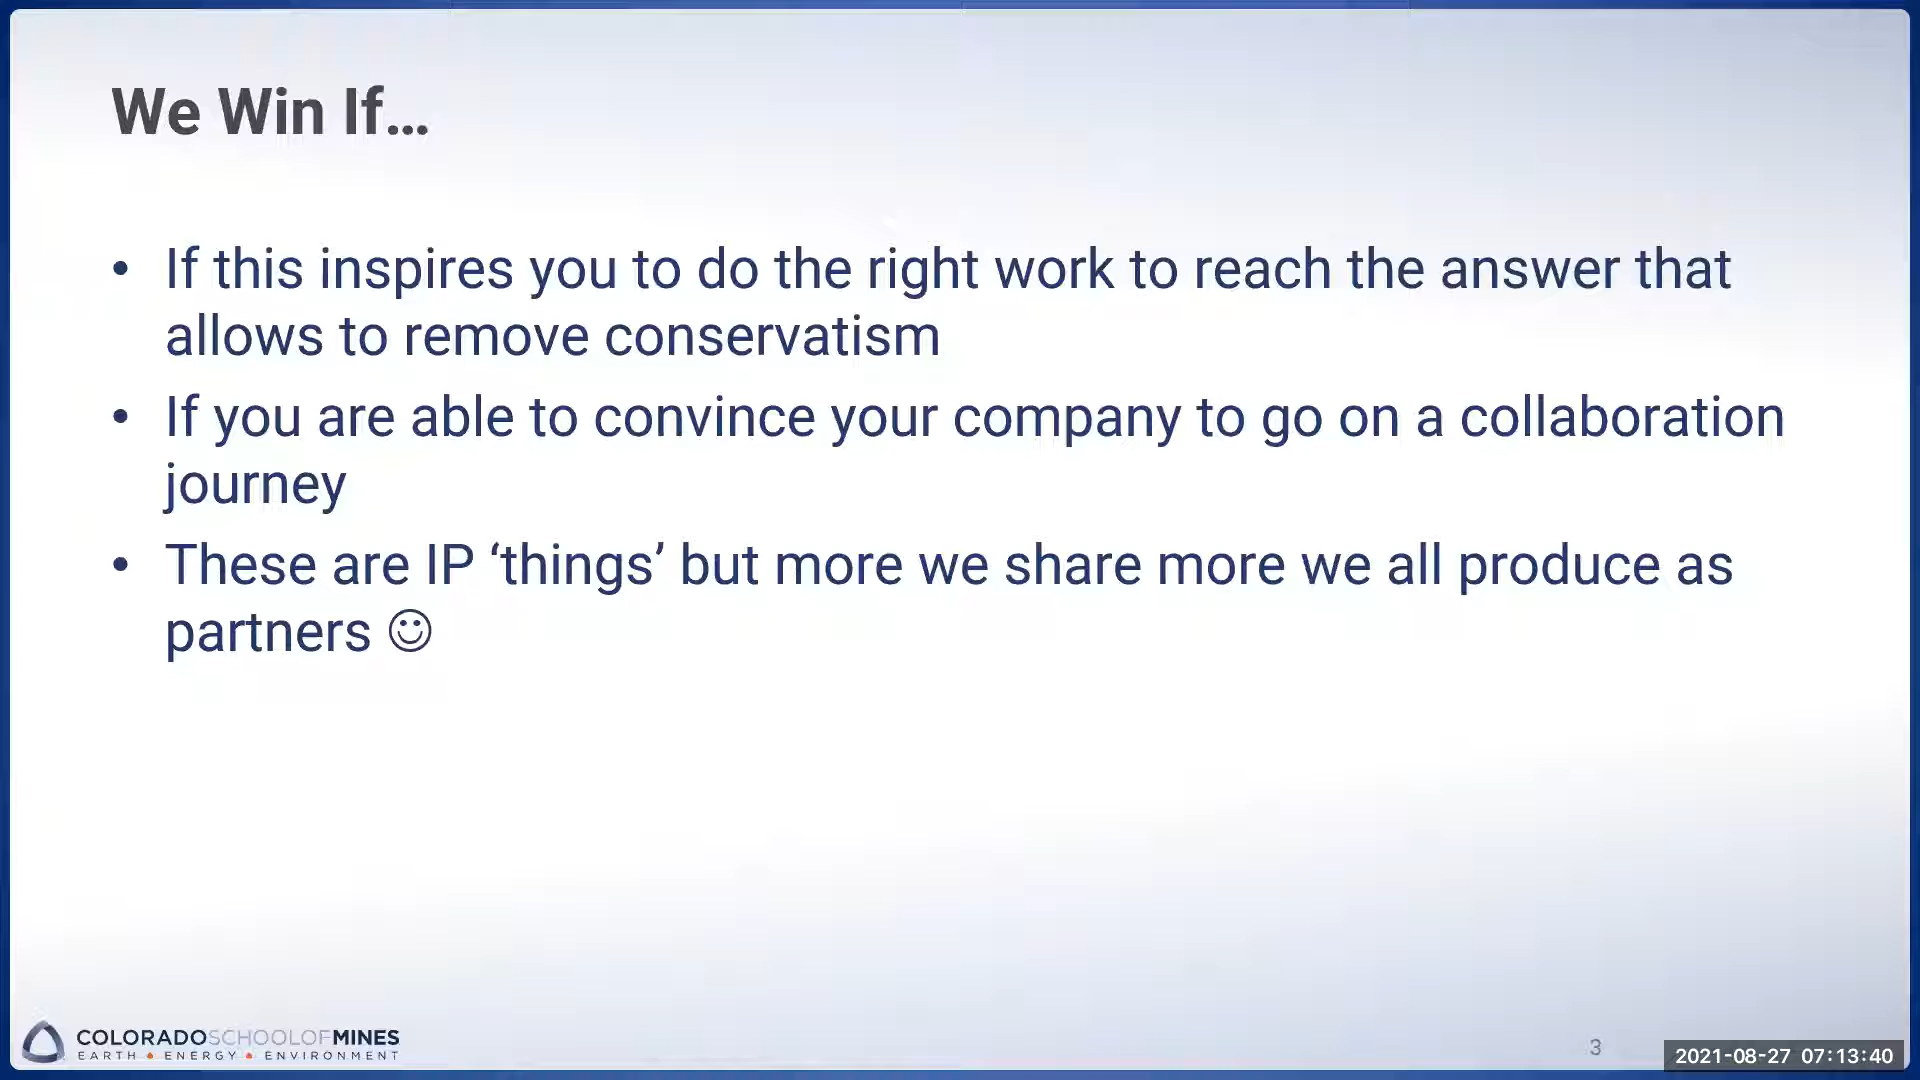 We Win If…
• If this inspires you to do the right work to reach the answer that
allows to remove conservatism
• If you are able to convince your company to go on a collaboration
journey
• These are IP ‘things’ but more we share more we all produce as
partners ☺
COLORADOSCHOOLOFMINES
EARTH • ENERGY • ENVIRONMENT
3
2021-08-27 07:13:40